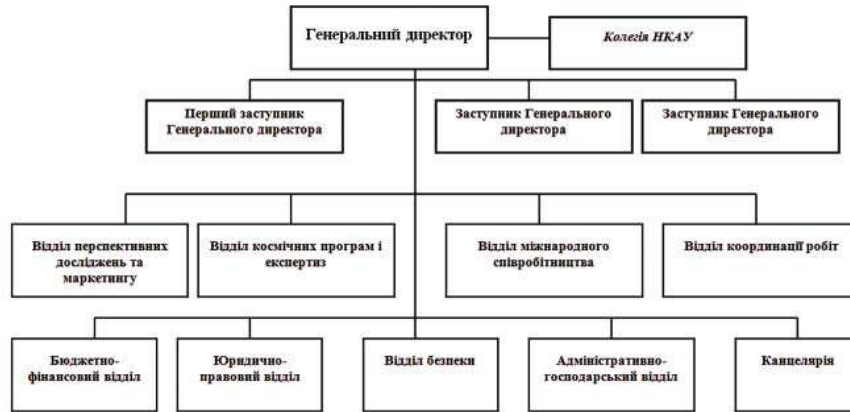 Генеральний директор
Колегія НКАУ
Перший заступник
Генерального директора
Заступник Генерального
директора
Заступник Генерального
директора
Відділ перспективних
досліджень та
маркетингу
Відділ космічних програм і
експертиз
Відділ міжнародного
співробітництва
Відділ координації робіт
Бюджетно-
фінансовий відділ
Юридично-
правовий відділ
Відділ безпеки
Адміністративно-
господарський відділ
Канцелярія